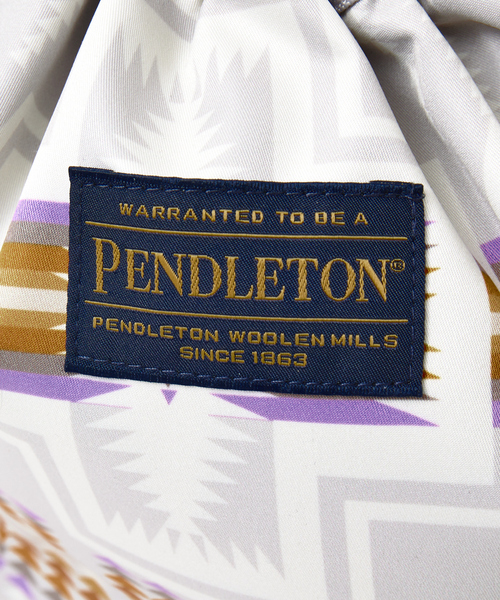 WARRANTED TO BE A
PENDLETON®
PENDLETON WOOLEN MILLS
SINCE 1863